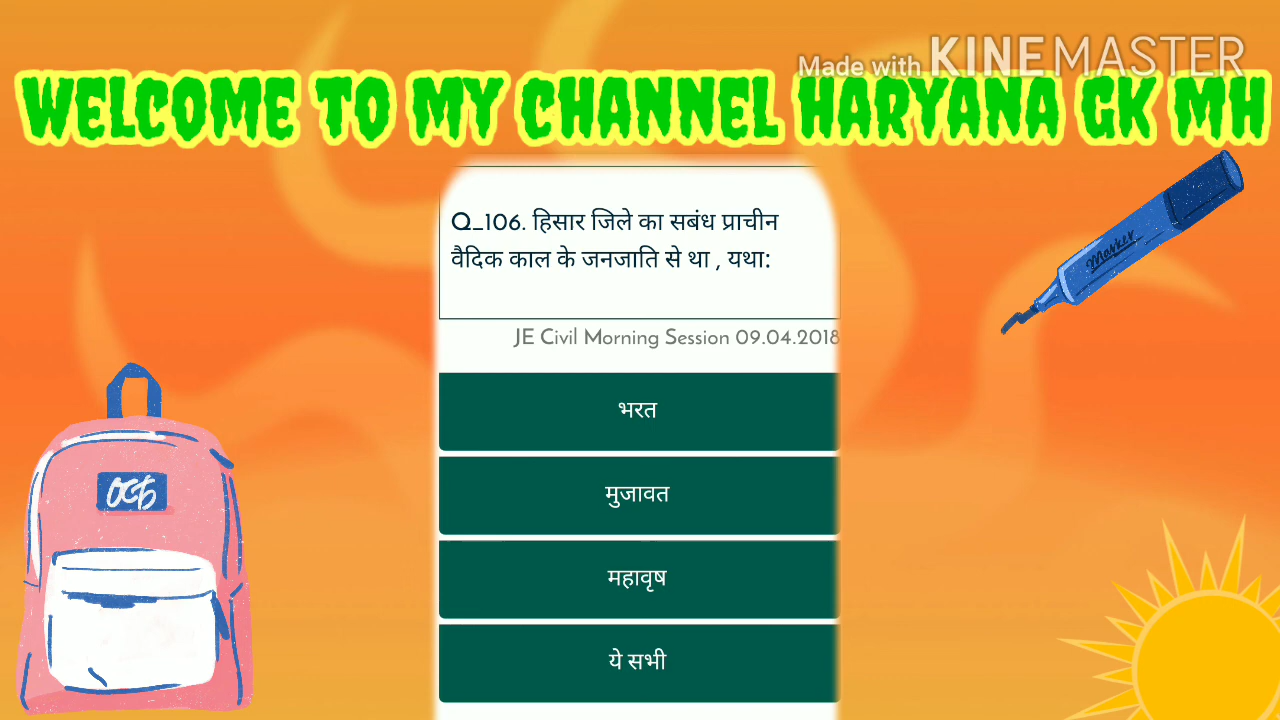 Made with KINEMASTER
WELCOME TO MY CHANNEL HARYANA GK MH
Q_106. हिसार जिले का सबंध प्राचीन
वैदिक काल के जनजाति से था , यथा:
JE Civil Morning Session 09.04.2018
Marker
भरत
मुजावत
महावृष
ये सभी